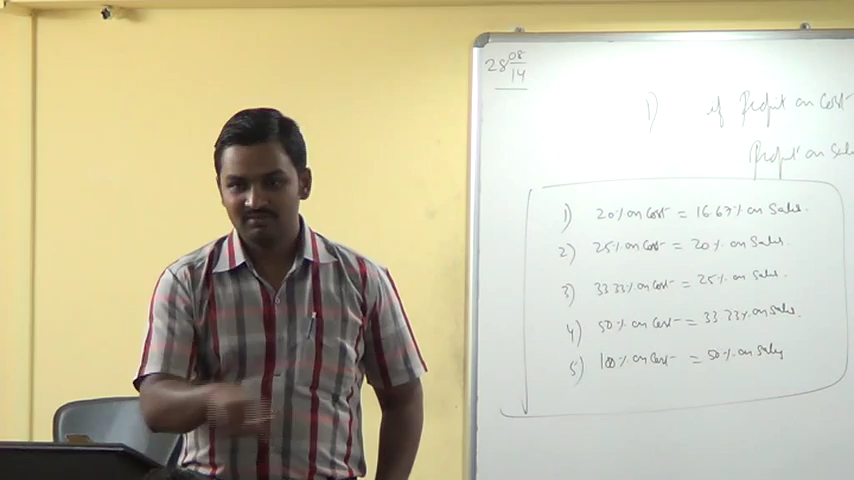 28 08/14
1) if Profit on Cost
Profit on Sale
1) 20% on Cost = 16.67% on Sales.
2) 25% on Cost = 20% on Sales.
3) 33.33% on Cost = 25% on Sales.
4) 50% on Cost = 33.33% on Sales.
5) 100% on Cost = 50% on Sales